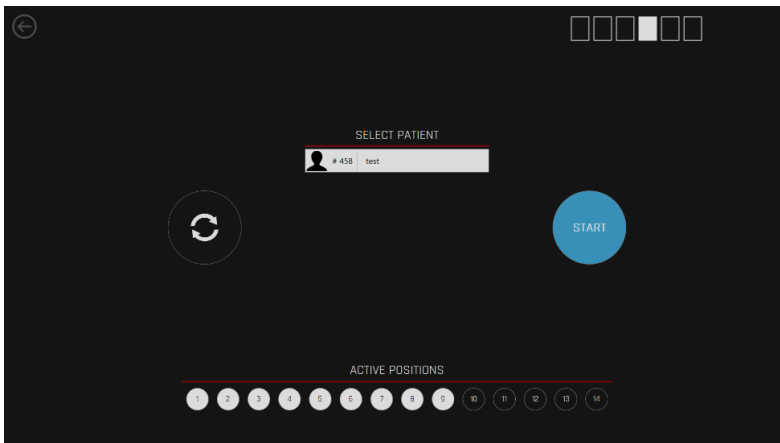 SELECT PATIENT
# 458 test
START
ACTIVE POSITIONS
1 2 3 4 5 6 7 8 9 10 11 12 13 14